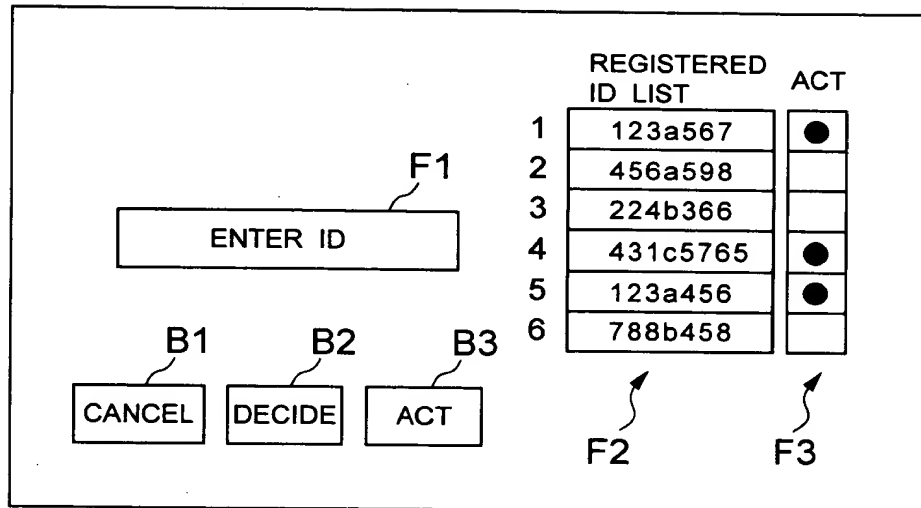 REGISTERED
ID LIST
ACT
1 123a567
2 456a598
F1
3 224b366
ENTER ID
4 431c5765
5 123a456
6 788b458
B1 B2 B3
CANCEL DECIDE ACT
F2 F3